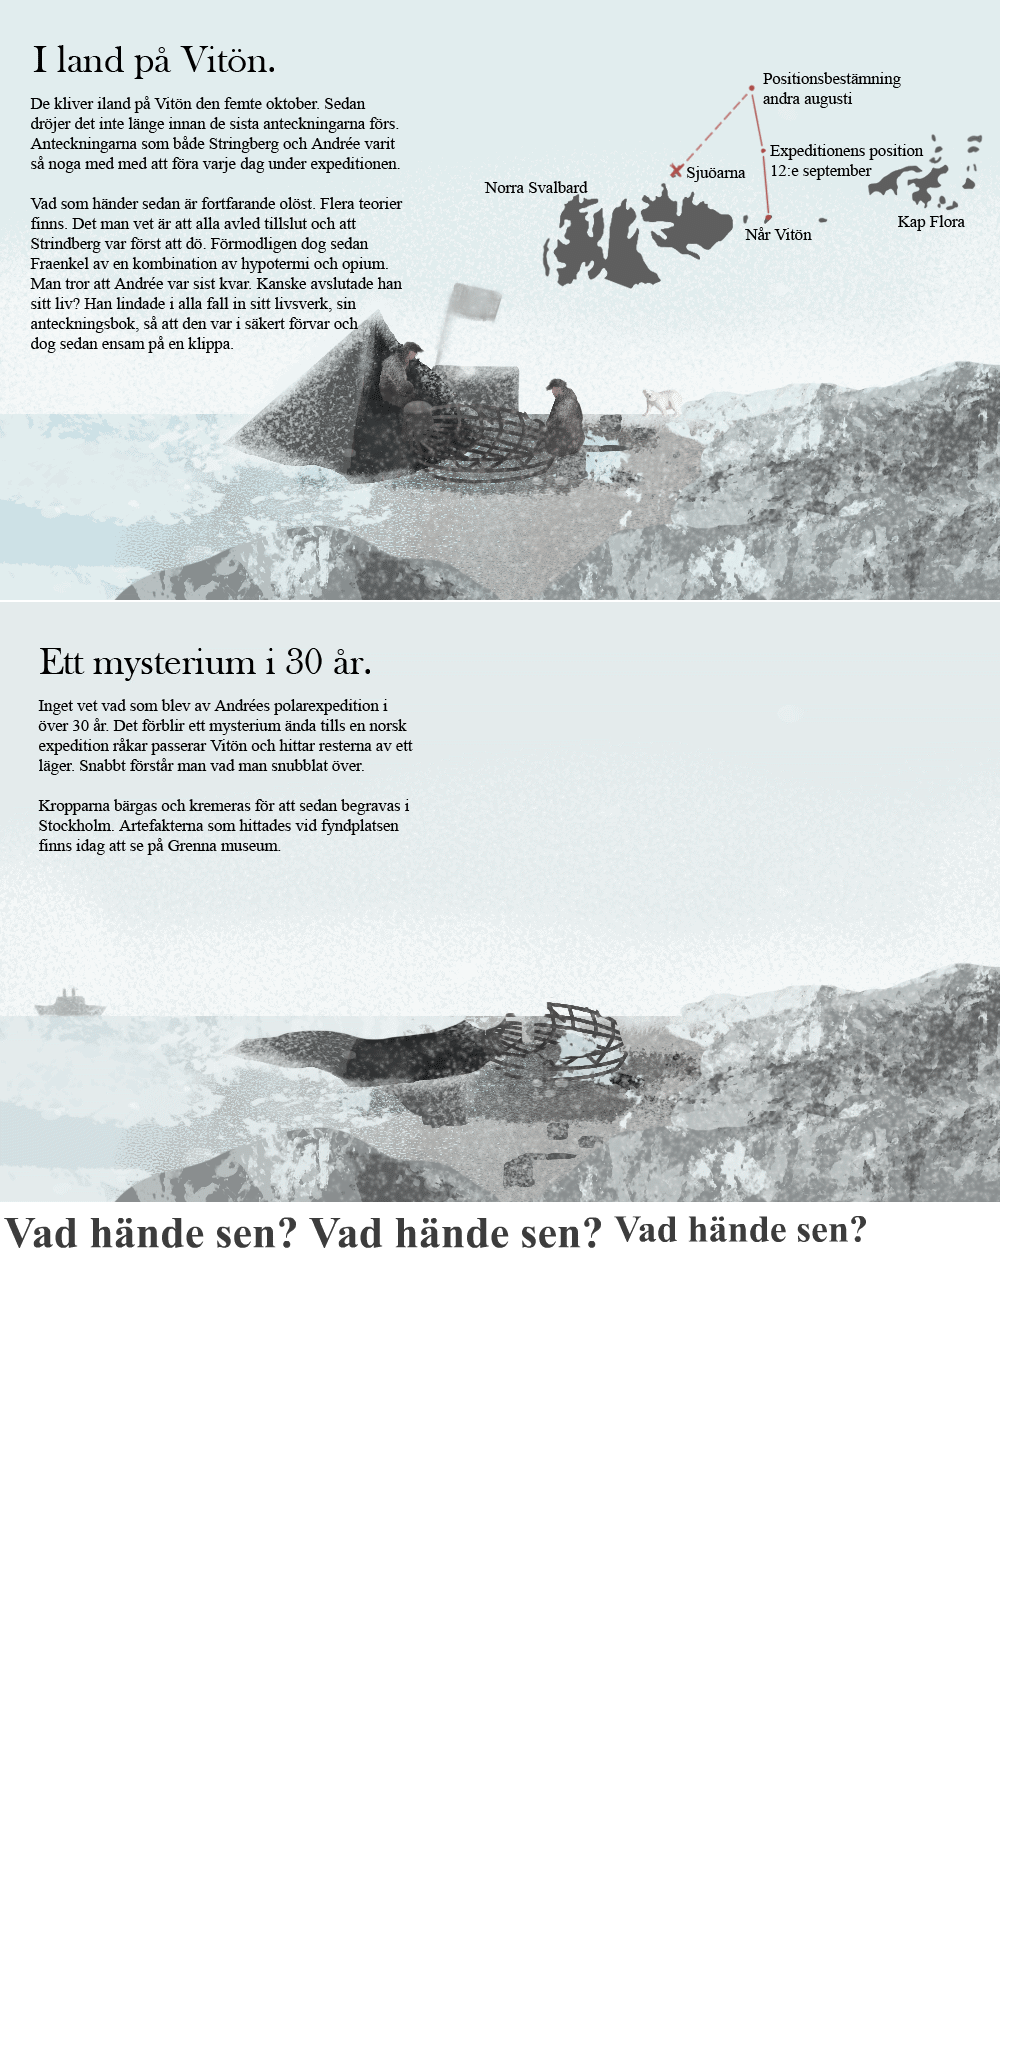 I land på Vitön.
De kliver iland på Vitön den femte oktober. Sedan
dröjer det inte länge innan de sista anteckningarna förs.
Anteckningarna som både Stringberg och Andrée varit
så noga med med att föra varje dag under expeditionen.
Vad som händer sedan är fortfarande olöst. Flera teorier
finns. Det man vet är att alla avled tillslut och att
Strindberg var först att dö. Förmodligen dog sedan
Fraenkel av en kombination av hypotermi och opium.
Man tror att Andrée var sist kvar. Kanske avslutade han
sitt liv? Han lindade i alla fall in sitt livsverk, sin
anteckningsbok, så att den var i säkert förvar och
dog sedan ensam på en klippa.
Positionsbestämning
andra augusti
Expeditionens position
12:e september
Sjuöarna
Norra Svalbard
Når Vitön
Kap Flora
Ett mysterium i 30 år.
Inget vet vad som blev av Andrées polarexpedition i
över 30 år. Det förblir ett mysterium ända tills en norsk
expedition råkar passerar Vitön och hittar resterna av ett
läger. Snabbt förstår man vad man snubblat över.
Kropparna bärgas och kremeras för att sedan begravas i
Stockholm. Artefakterna som hittades vid fyndplatsen
finns idag att se på Grenna museum.
Vad hände sen? Vad hände sen? Vad hände sen?